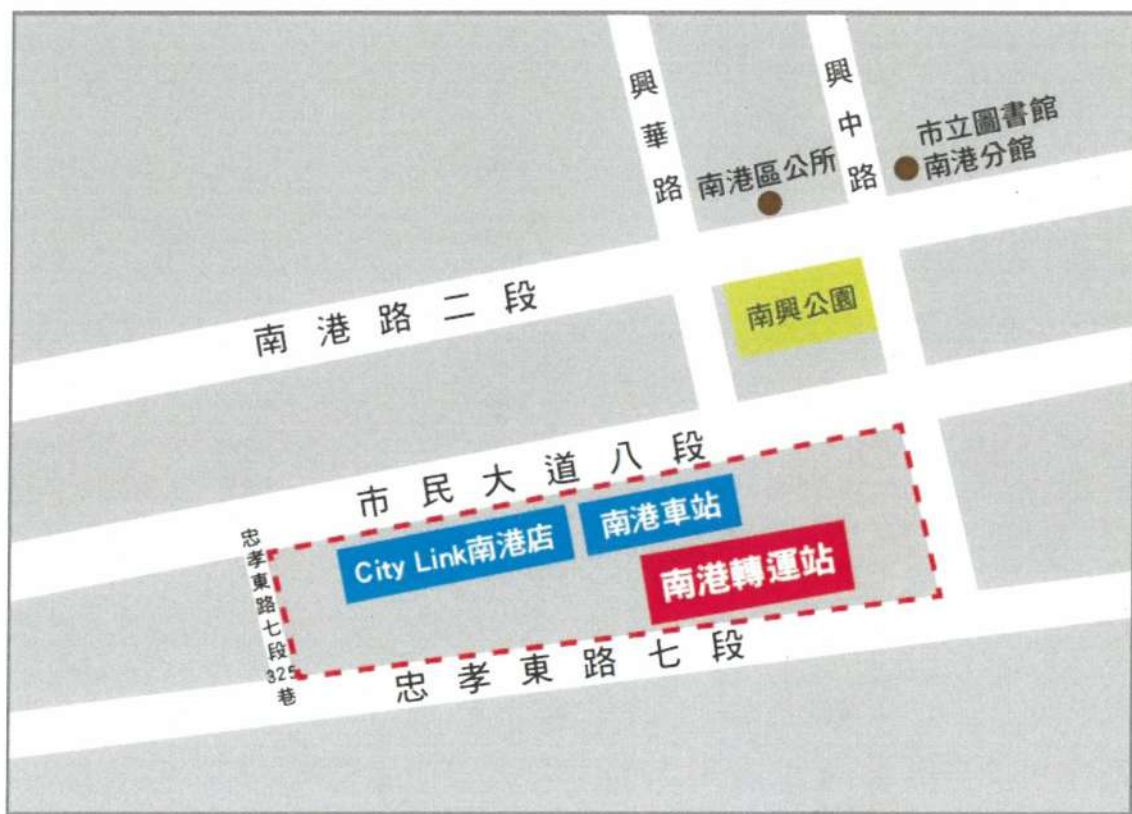 興華路
興中路
市立圖書館
南港分館
南港區公所
南興公園
南港路二段
市民大道八段
南港車站
City Link南港店
南港轉運站
忠孝東路七段325巷
忠孝東路七段